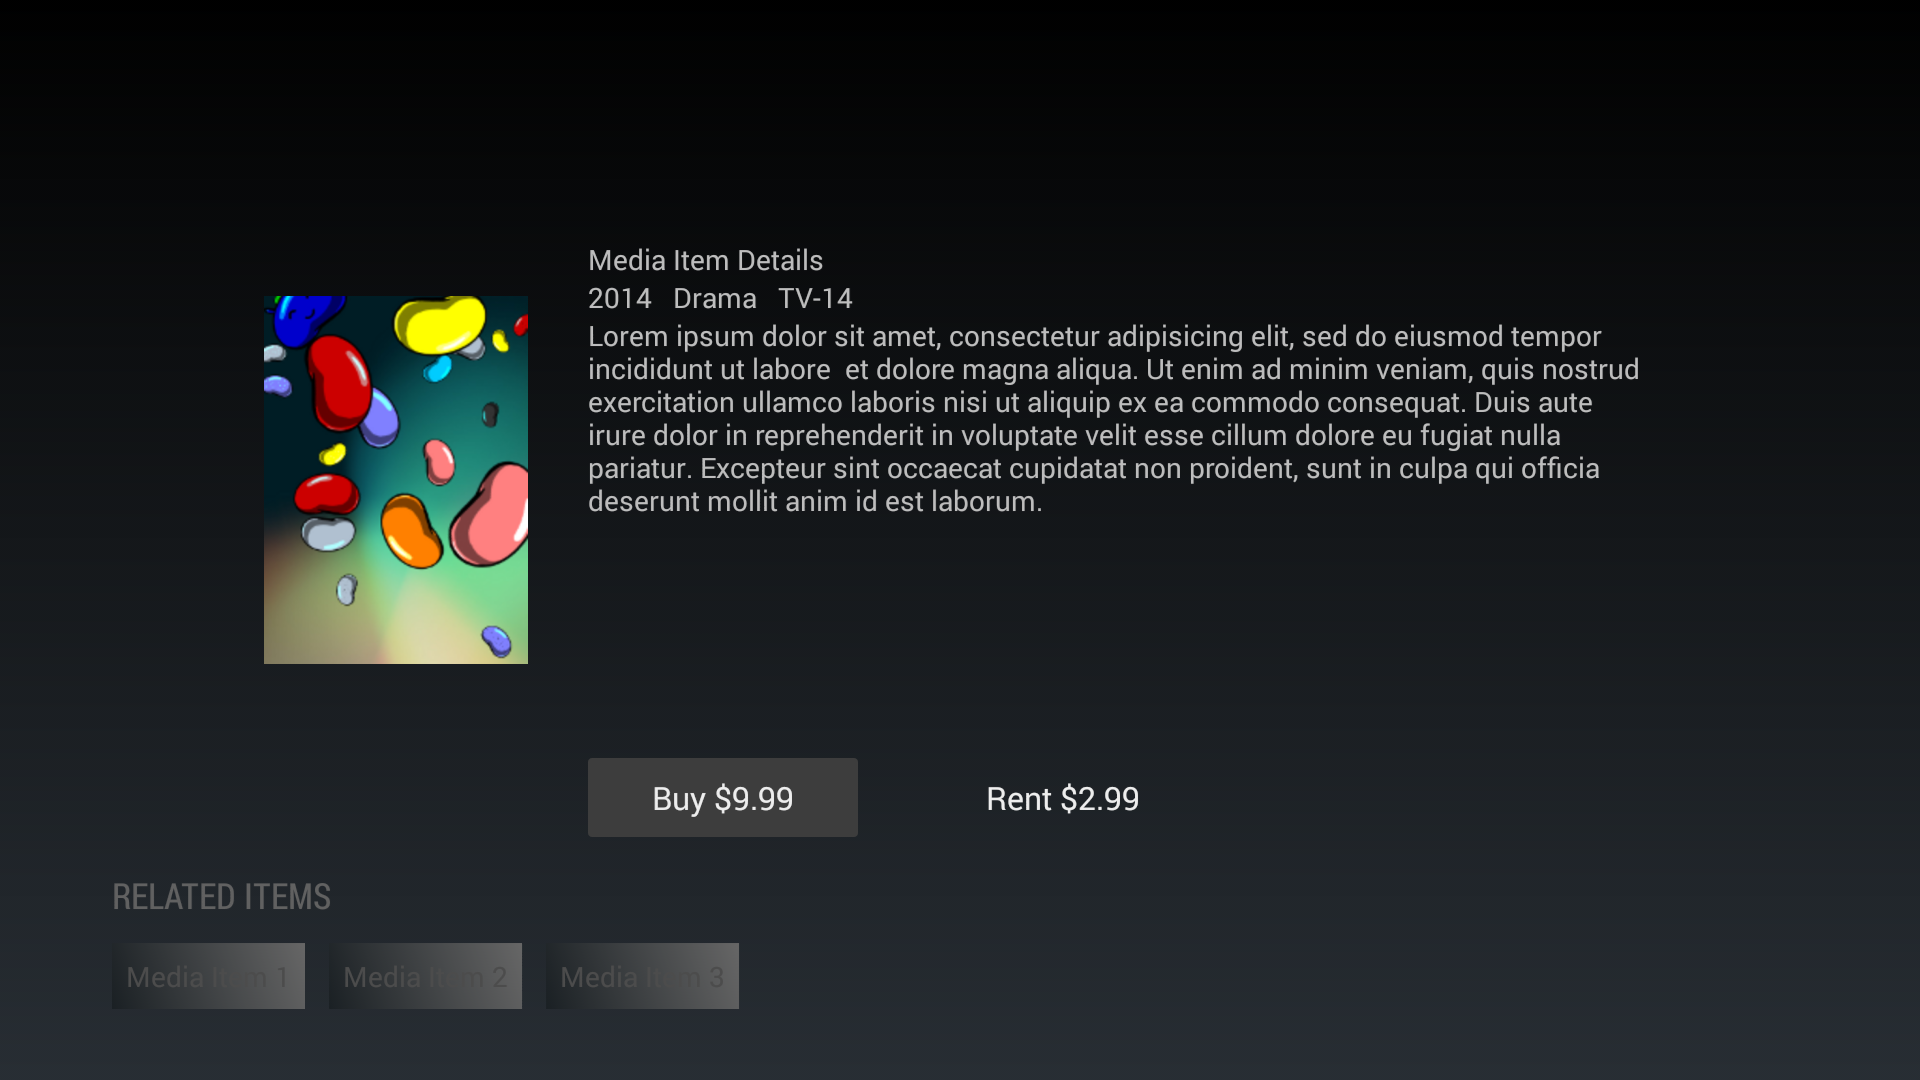 Media Item Details
2014 Drama TV-14
Lorem ipsum dolor sit amet, consectetur adipisicing elit, sed do eiusmod tempor
incididunt ut labore  et dolore magna aliqua. Ut enim ad minim veniam, quis nostrud
exercitation ullamco laboris nisi ut aliquip ex ea commodo consequat. Duis aute
irure dolor in reprehenderit in voluptate velit esse cillum dolore eu fugiat nulla
pariatur. Excepteur sint occaecat cupidatat non proident, sunt in culpa qui officia
deserunt mollit anim id est laborum.
Buy $9.99
Rent $2.99
RELATED ITEMS
Media Item 1
Media Item 2
Media Item 3